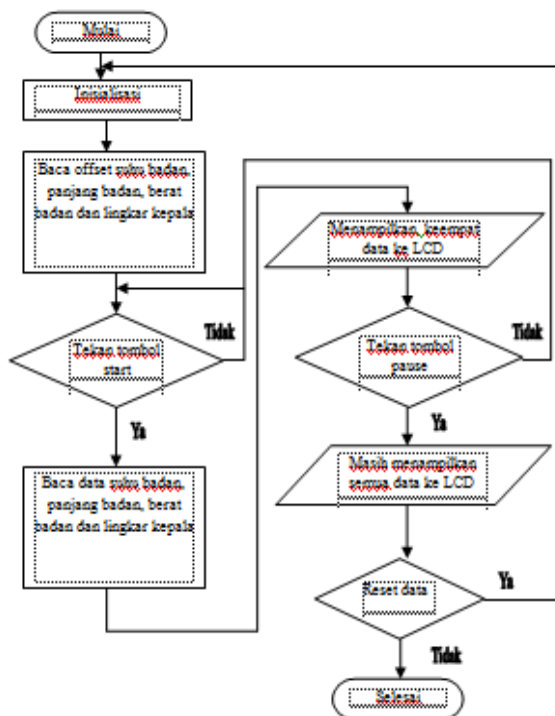 Mulai
Inisialisasi
Baca offset suhu badan,
panjang badan, berat
badan dan lingkar kepala
Tekan tombol
start
Tidak
Ya
Baca data suhu badan,
panjang badan, berat
badan dan lingkar kepala
Menampilkan, keempat
data ke LCD
Tekan tombol
pause
Tidak
Ya
Masih menampilkan
semua data ke LCD
Reset data
Ya
Tidak
Selesai